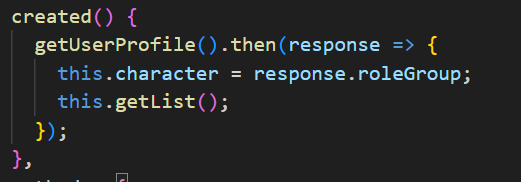 created() {
getUserProfile().then(response => {
this.character = response.roleGroup;
this.getList();
});
},